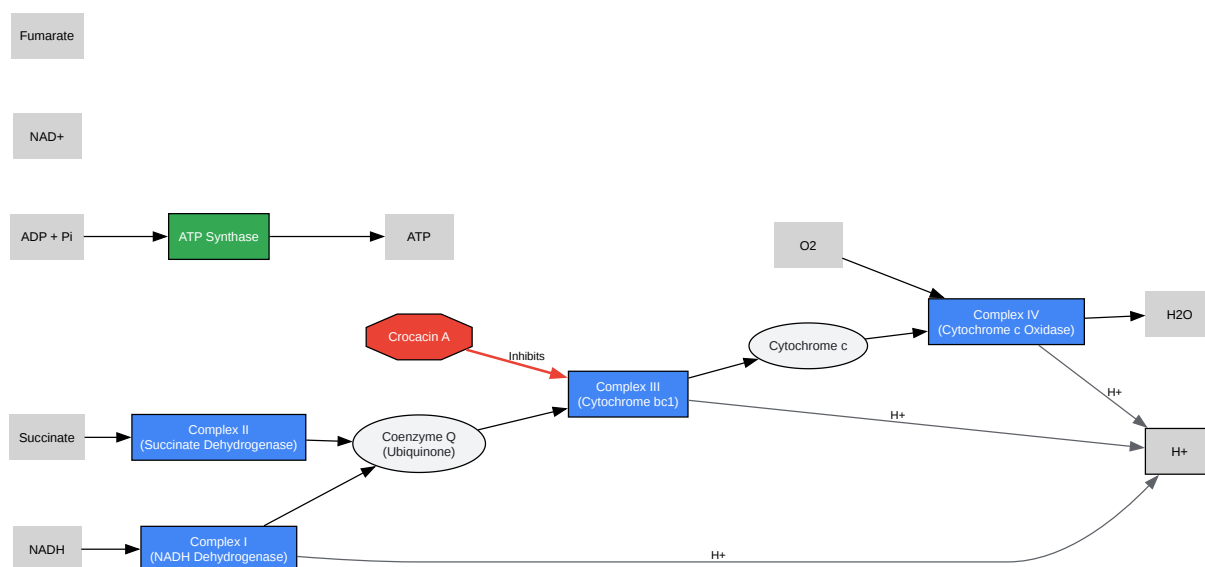 Fumarate
NAD+
ADP + Pi
ATP Synthase
ATP
O2
Complex IV
(Cytochrome c Oxidase)
H2O
Crocacin A
Inhibits
Cytochrome c
Complex III
(Cytochrome bc1)
H+
H+
Succinate
Complex II
(Succinate Dehydrogenase)
Coenzyme Q
(Ubiquinone)
H+
NADH
Complex I
(NADH Dehydrogenase)
H+